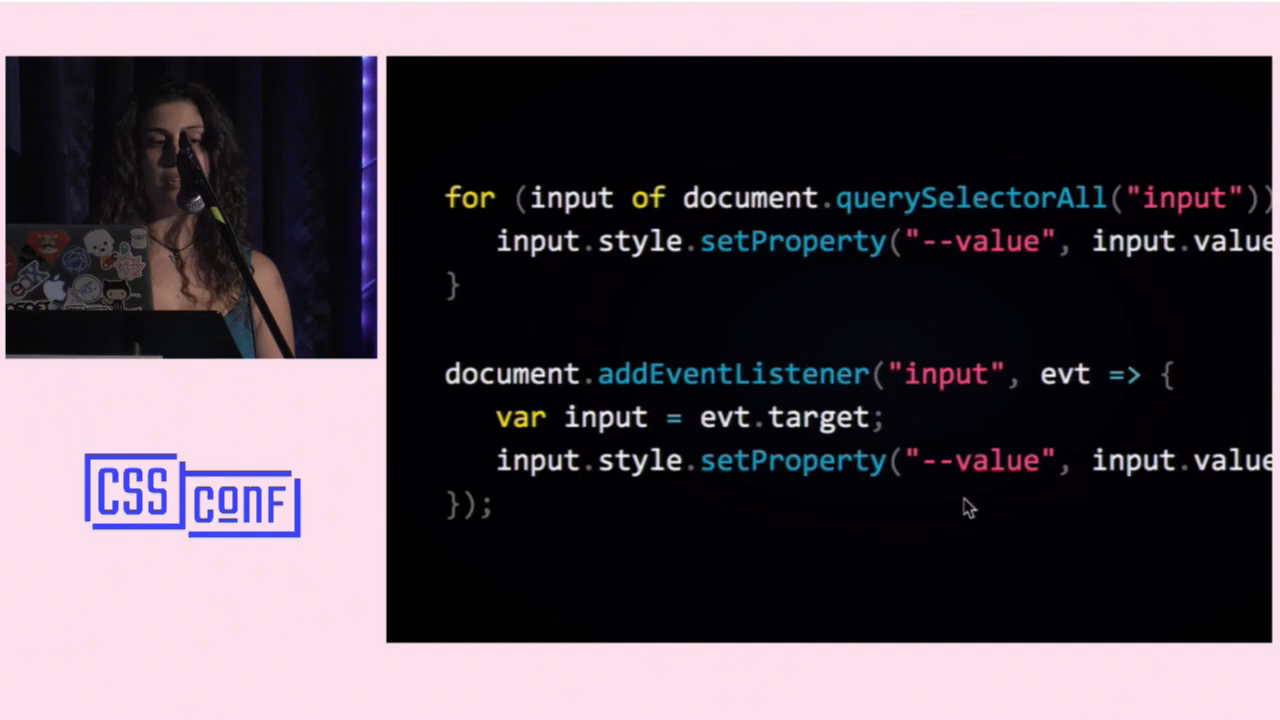 for (input of document.querySelectorAll("input"))
input.style.setProperty("--value", input.value
}
document.addEventListener("input", evt => {
var input = evt.target;
input.style.setProperty("--value", input.value
});
CSS
CONF